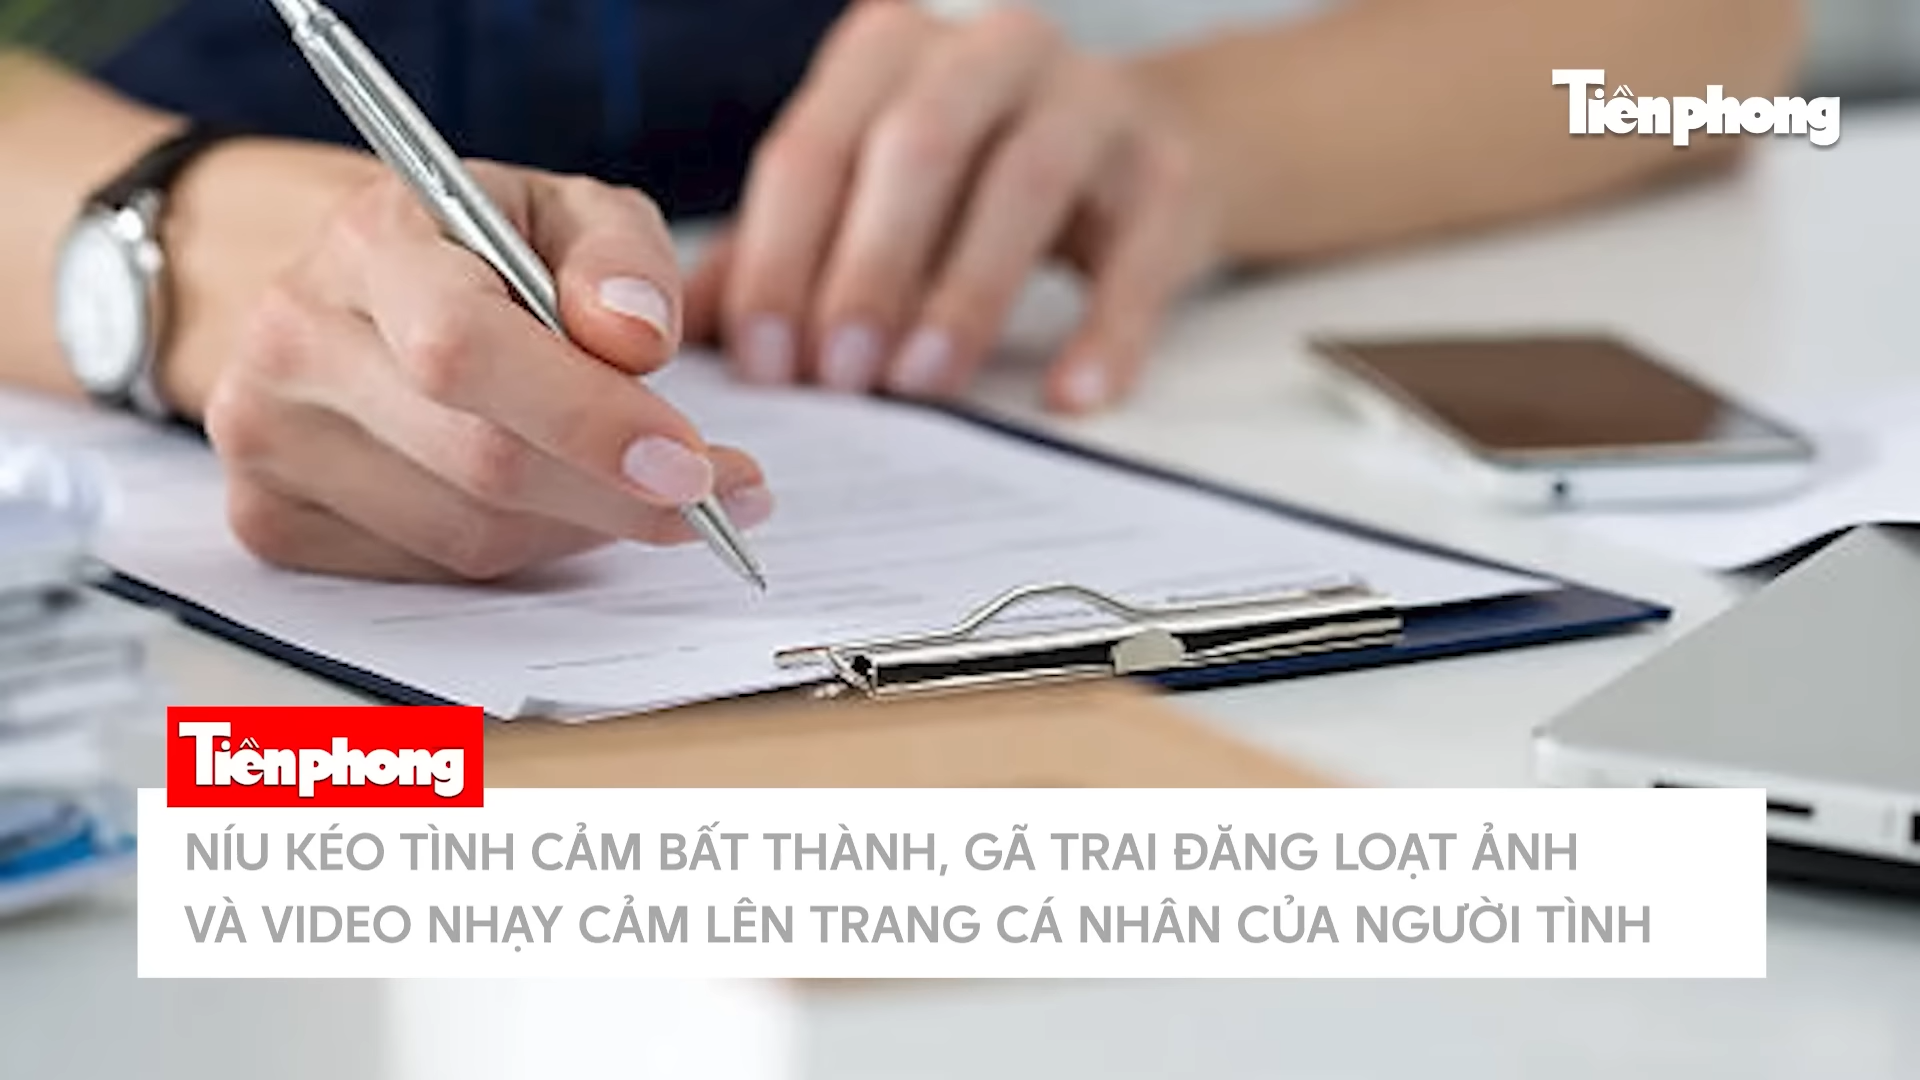 Tiềnphong
Tiềnphong
NÍU KÉO TÌNH CẢM BẤT THÀNH, GÃ TRAI ĐĂNG LOẠT ẢNH
VÀ VIDEO NHẠY CẢM LÊN TRANG CÁ NHÂN CỦA NGƯỜI TÌNH